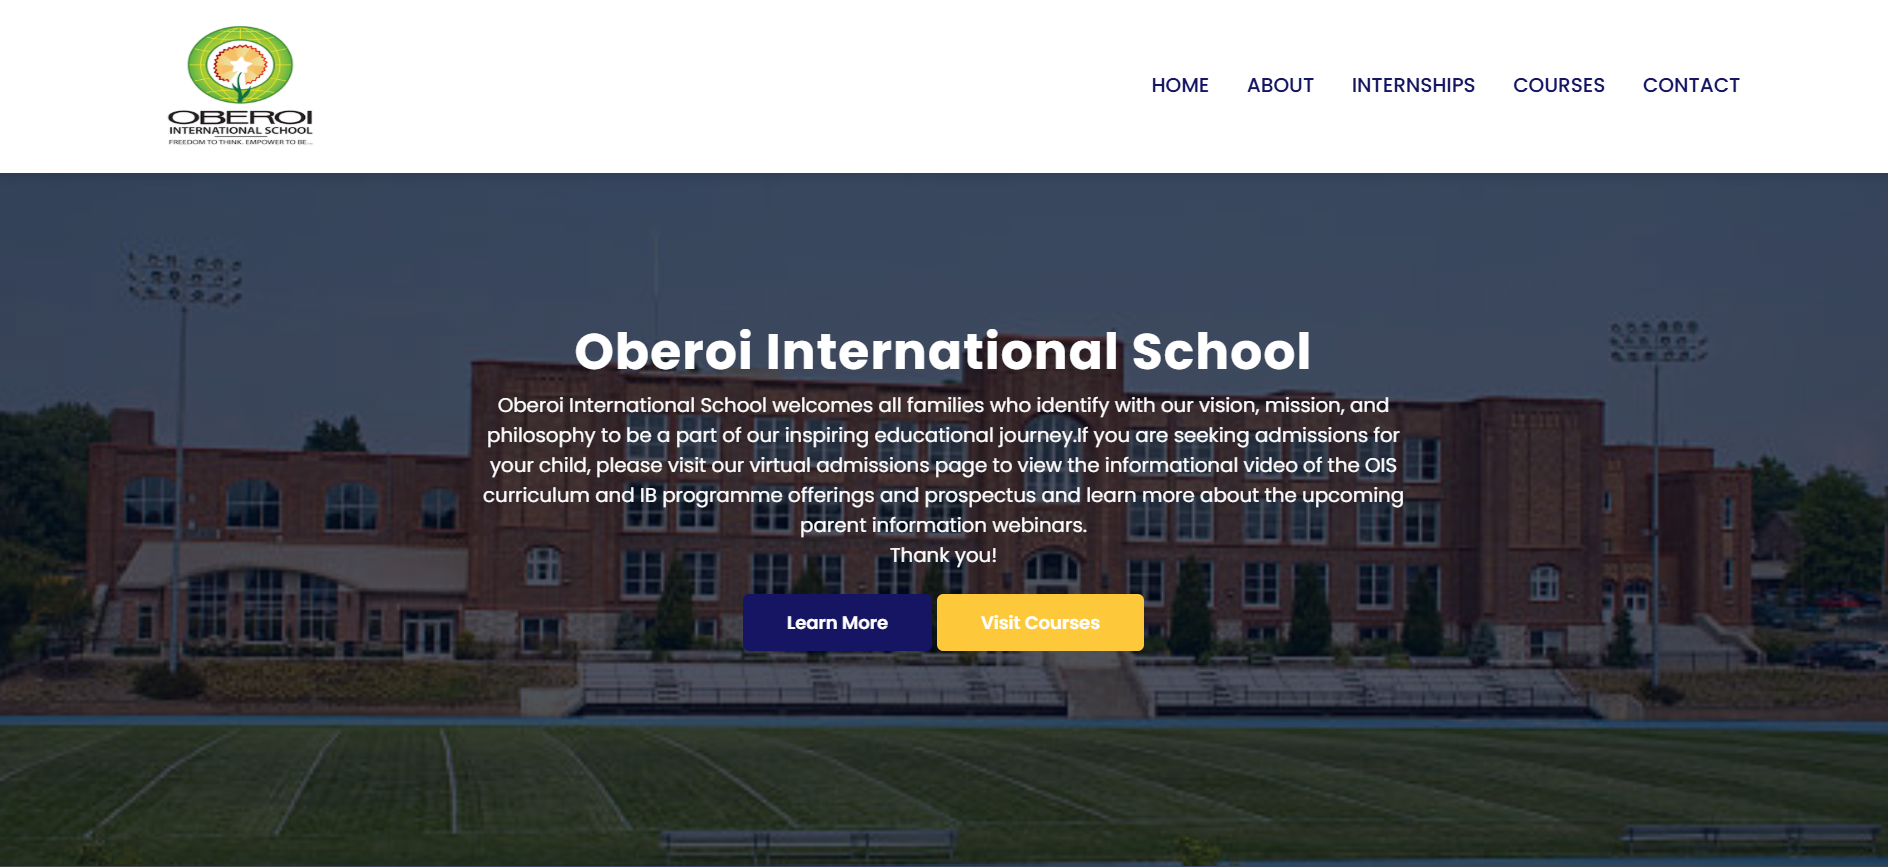 OBEROI
INTERNATIONAL SCHOOL
FREEDOM TO THINK. EMPOWER TO BE...
HOME ABOUT INTERNSHIPS COURSES CONTACT
Oberoi International School
Oberoi International School welcomes all families who identify with our vision, mission, and
philosophy to be a part of our inspiring educational journey.If you are seeking admissions for
your child, please visit our virtual admissions page to view the informational video of the OIS
curriculum and IB programme offerings and prospectus and learn more about the upcoming
parent information webinars.
Thank you!
Learn More Visit Courses